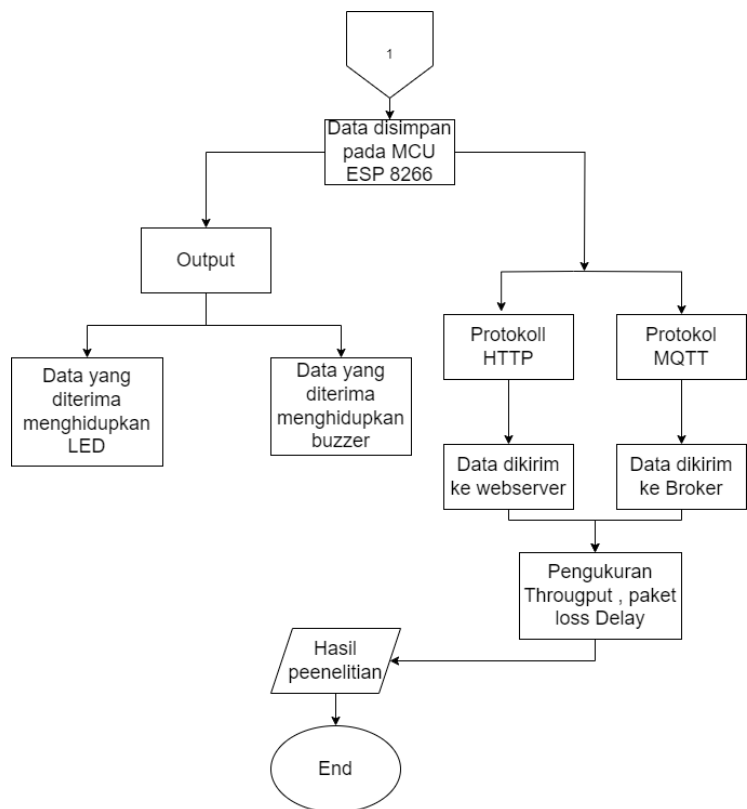 1
Data disimpan
pada MCU
ESP 8266
Output
Data yang
diterima
menghidupkan
LED
Data yang
diterima
menghidupkan
buzzer
Protokoll
HTTP
Protokol
MQTT
Data dikirim
ke webserver
Data dikirim
ke Broker
Pengukuran
Througput , paket
loss Delay
Hasil
peenelitian
End